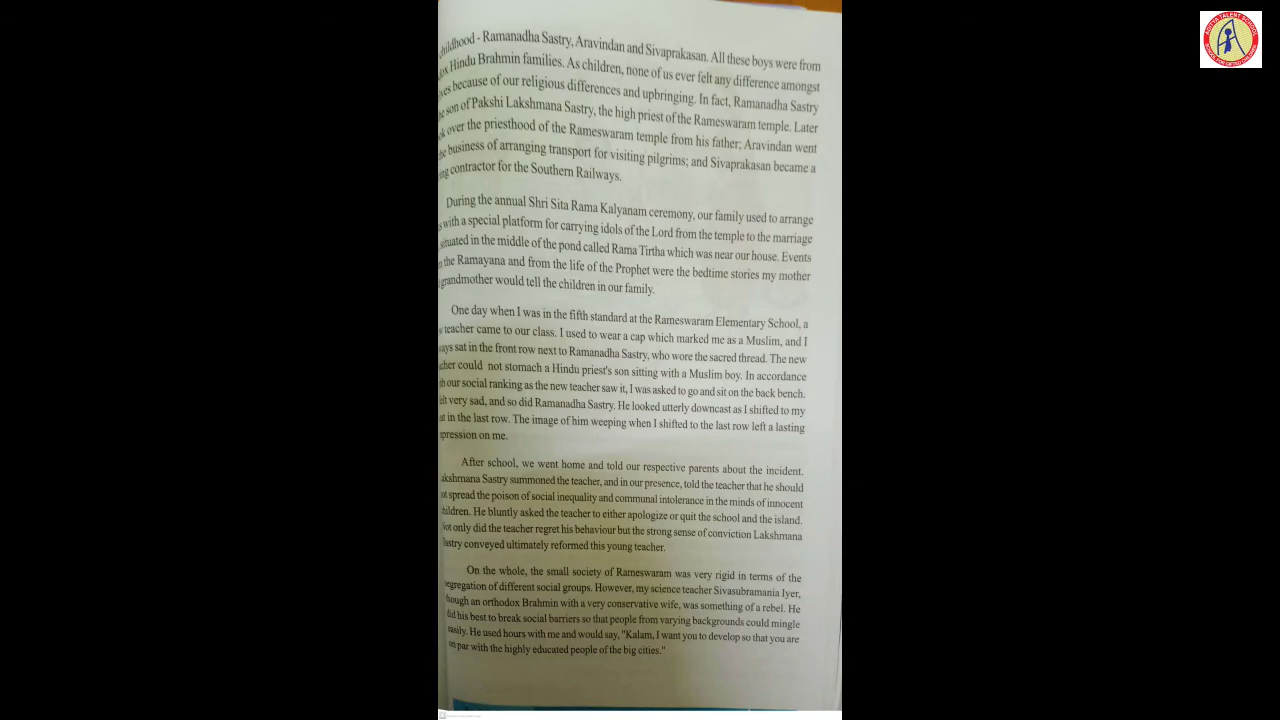 childhood - Ramanadha Sastry, Aravindan and Sivaprakasan. All these boys were from
Hindu Brahmin families. As children, none of us ever felt any difference amongst
because of our religious differences and upbringing. In fact, Ramanadha Sastry
son of Pakshi Lakshmana Sastry, the high priest of the Rameswaram temple. Later
over the priesthood of the Rameswaram temple from his father; Aravindan went
business of arranging transport for visiting pilgrims; and Sivaprakasan became a
contractor for the Southern Railways.
During the annual Shri Sita Rama Kalyanam ceremony, our family used to arrange
with a special platform for carrying idols of the Lord from the temple to the marriage
situated in the middle of the pond called Rama Tirtha which was near our house. Events
the Ramayana and from the life of the Prophet were the bedtime stories my mother
grandmother would tell the children in our family.
One day when I was in the fifth standard at the Rameswaram Elementary School, a
teacher came to our class. I used to wear a cap which marked me as a Muslim, and I
ays sat in the front row next to Ramanadha Sastry, who wore the sacred thread. The new
cher could not stomach a Hindu priest's son sitting with a Muslim boy. In accordance
our social ranking as the new teacher saw it, I was asked to go and sit on the back bench.
elt very sad, and so did Ramanadha Sastry. He looked utterly downcast as I shifted to my
at in the last row. The image of him weeping when I shifted to the last row left a lasting
pression on me.
After school, we went home and told our respective parents about the incident.
akshmana Sastry summoned the teacher, and in our presence, told the teacher that he should
ot spread the poison of social inequality and communal intolerance in the minds of innocent
hildren. He bluntly asked the teacher to either apologize or quit the school and the island.
Not only did the teacher regret his behaviour but the strong sense of conviction Lakshmana
Sastry conveyed ultimately reformed this young teacher.
On the whole, the small society of Rameswaram was very rigid in terms of the
segregation of different social groups. However, my science teacher Sivasubramania Iyer,
though an orthodox Brahmin with a very conservative wife, was something of a rebel. He
did his best to break social barriers so that people from varying backgrounds could mingle
easily. He used hours with me and would say, "Kalam, I want you to develop so that you are
on par with the highly educated people of the big cities."